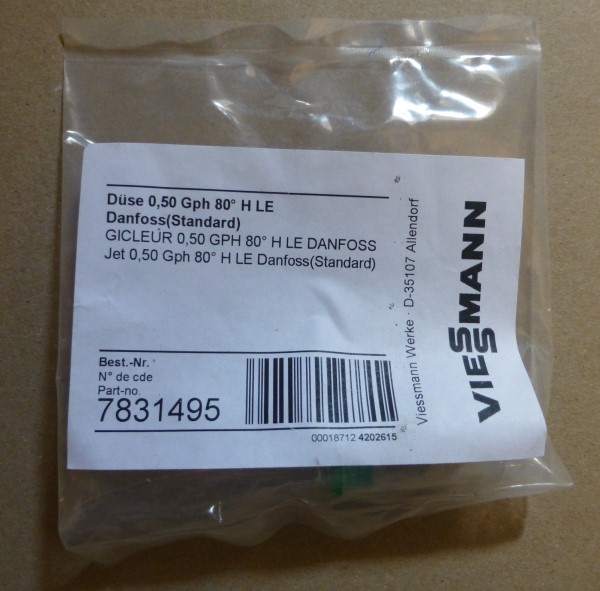 Düse 0,50 Gph 80° H LE
Danfoss(Standard)
GICLEUR 0,50 GPH 80° H LE DANFOSS
Jet 0,50 Gph 80° H LE Danfoss(Standard)
Best.-Nr.
N° de cde
Part-no.
7831495
00018712 4202615
Viessmann Werke · D-35107 Allendorf
VIESSMANN